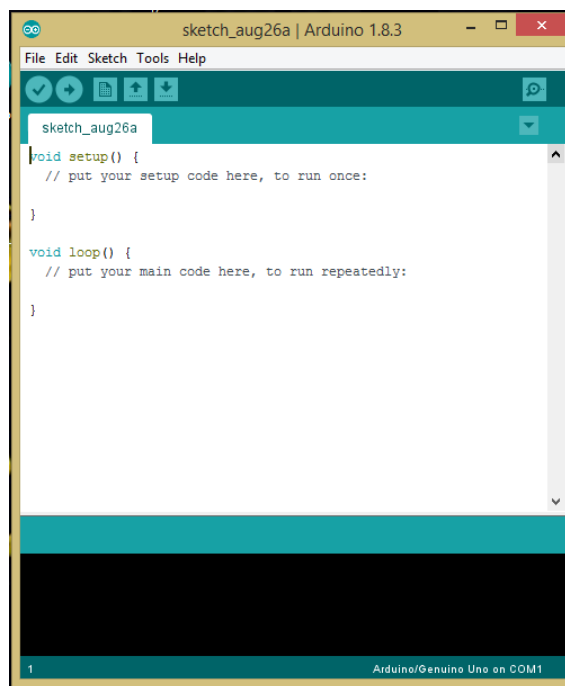 sketch_aug26a | Arduino 1.8.3
File Edit Sketch Tools Help
sketch_aug26a
void setup() {
  // put your setup code here, to run once:
}
void loop() {
  // put your main code here, to run repeatedly:
}
1 Arduino/Genuino Uno on COM1